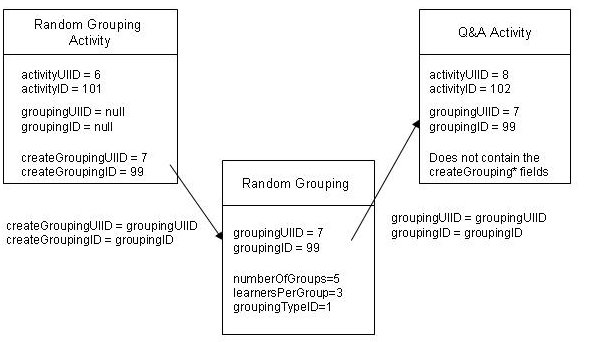 Random Grouping
Activity
activityUIID = 6
activityID = 101
groupingUIID = null
groupingID = null
createGroupingUIID = 7
createGroupingID = 99
createGroupingUIID = groupingUIID
createGroupingID = groupingID
Random Grouping
groupingUIID = 7
groupingID = 99
numberOfGroups=5
learnersPerGroup=3
groupingTypeID=1
Q&A Activity
activityUIID = 8
activityID = 102
groupingUIID = 7
groupingID = 99
Does not contain the
createGrouping* fields
groupingUIID = groupingUIID
groupingID = groupingID